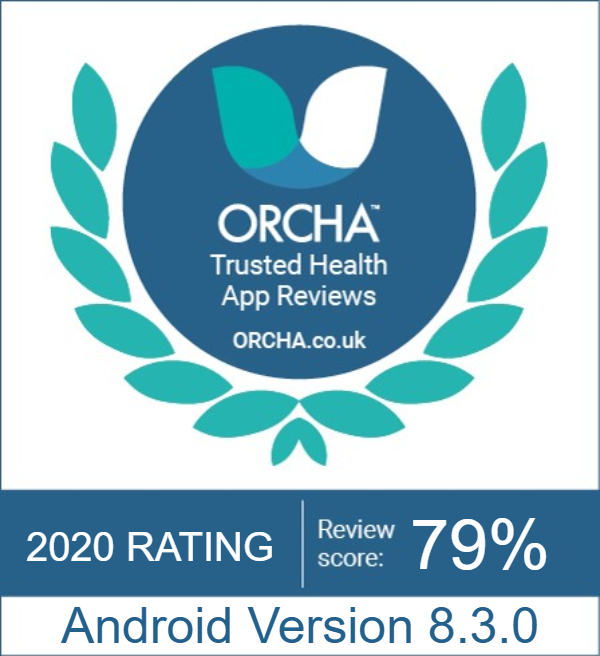 ORCHA™
Trusted Health
App Reviews
ORCHA.co.uk
2020 RATING
Review
score:
79%
Android Version 8.3.0